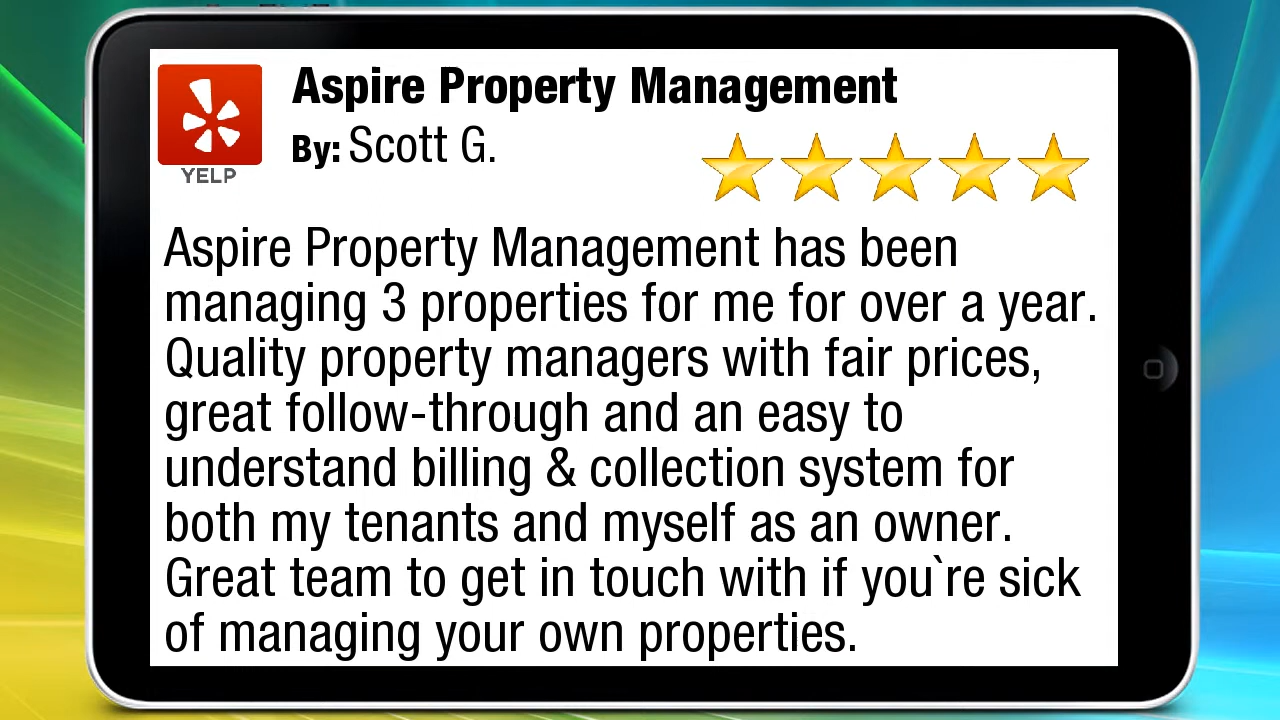 Aspire Property Management
By: Scott G.
YELP
Aspire Property Management has been
managing 3 properties for me for over a year.
Quality property managers with fair prices,
great follow-through and an easy to
understand billing & collection system for
both my tenants and myself as an owner.
Great team to get in touch with if you`re sick
of managing your own properties.